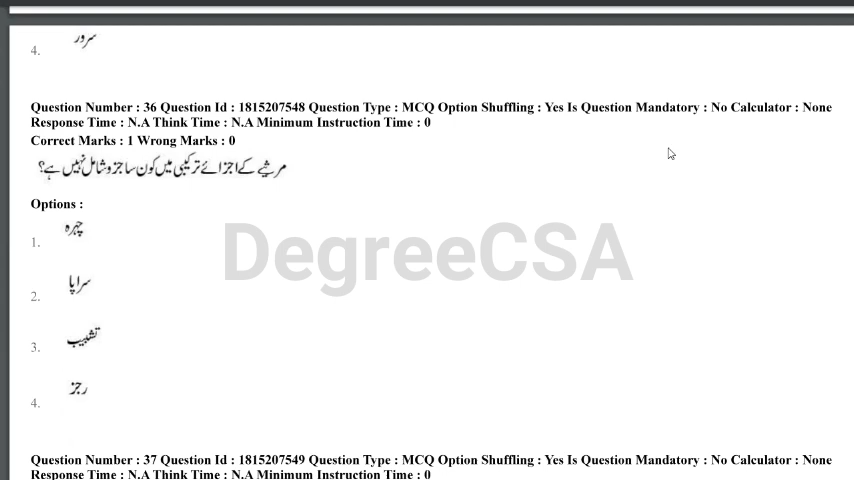 سرور
4.
Question Number : 36 Question Id : 1815207548 Question Type : MCQ Option Shuffling : Yes Is Question Mandatory : No Calculator : None
Response Time : N.A Think Time : N.A Minimum Instruction Time : 0
Correct Marks : 1 Wrong Marks : 0
مرثیے کے اجزائے ترکیبی میں کون سا جزو شامل نہیں ہے؟
Options :
چہرہ
1.
DegreeCSA
سراپا
2.
تشبیب
3.
رجز
4.
Question Number : 37 Question Id : 1815207549 Question Type : MCQ Option Shuffling : Yes Is Question Mandatory : No Calculator : None
Response Time : N.A Think Time : N.A Minimum Instruction Time : 0